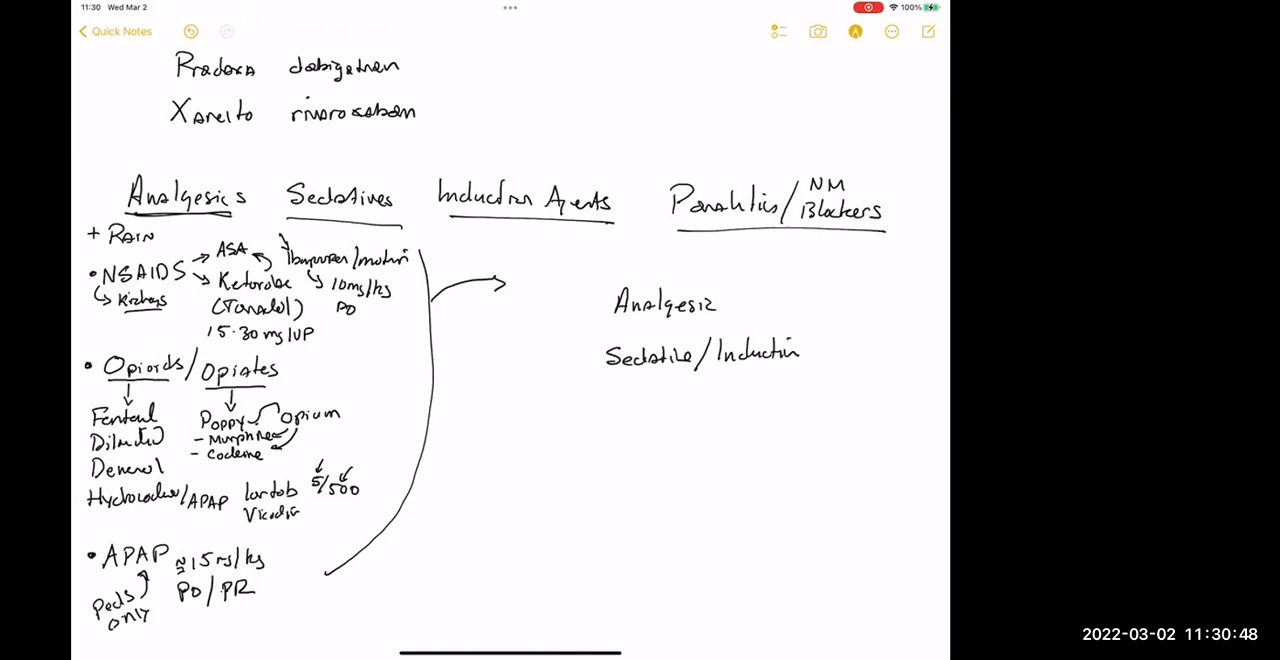 11:30 Wed Mar 2
100%
Quick Notes
Pradaxa dabigatran
Xarelto rivaroxaban
Analgesics Sedatives Induction Agents Paralitics/NM Blockers
+ PAIN
• NSAIDS → ASA Ibuprofen/motrin
↳ Kidneys Ketorolac 10mg/kg
(Toradol) PO
15-30 mg IVP
Analgesia
Sedative/Induction
• Opioids/Opiates
Fentanyl Poppy Opium
Dilaudid - Morphine
- Codeine
Demerol
Hydrocodone/APAP Lortab 5/500
Vicodin
• APAP ≈15mg/kg
Peds only PO/PR
2022-03-02 11:30:48